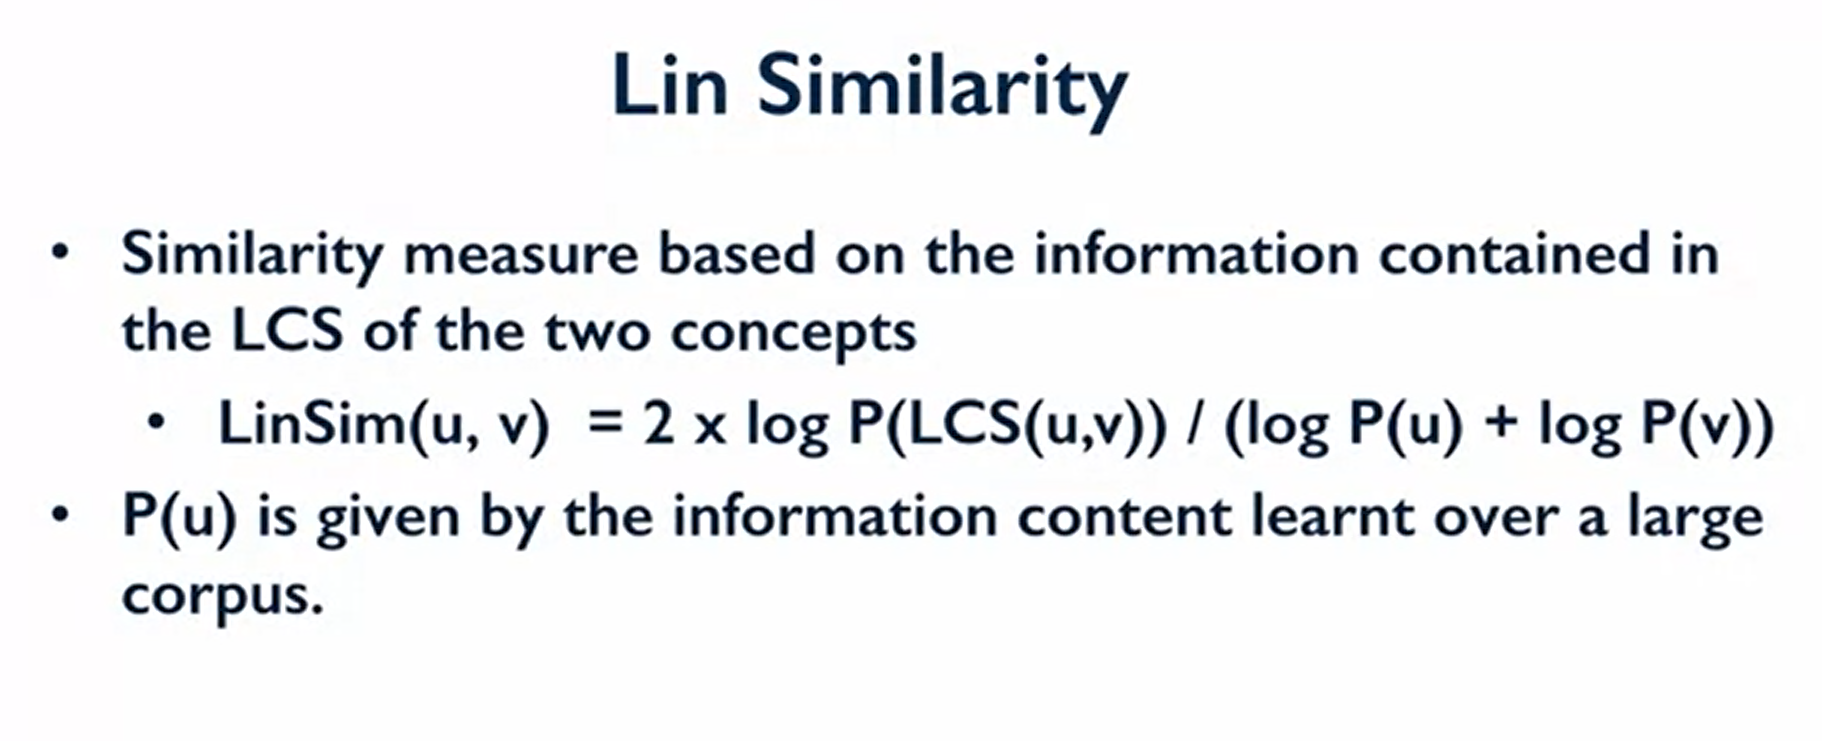 Lin Similarity
• Similarity measure based on the information contained in
the LCS of the two concepts
• LinSim(u, v) = 2 x log P(LCS(u,v)) / (log P(u) + log P(v))
• P(u) is given by the information content learnt over a large
corpus.